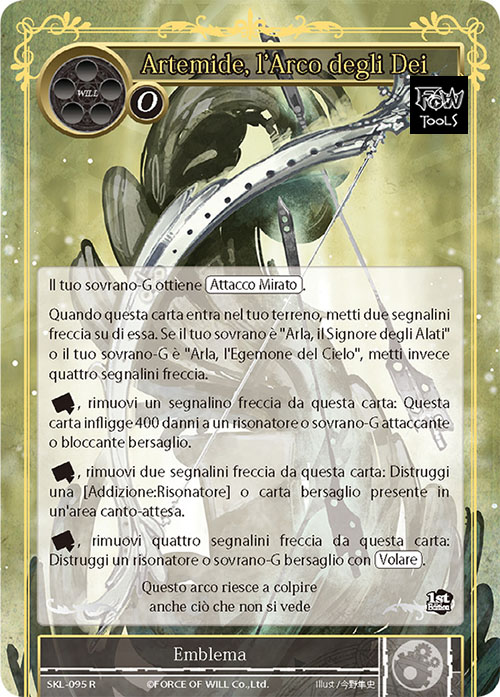 Artemide, l'Arco degli Dei
WILL
0
FoW
TOOLS
Il tuo sovrano-G ottiene Attacco Mirato.
Quando questa carta entra nel tuo terreno, metti due segnalini
freccia su di essa. Se il tuo sovrano è "Arla, il Signore degli Alati"
o il tuo sovrano-G è "Arla, l'Egemone del Cielo", metti invece
quattro segnalini freccia.
, rimuovi un segnalino freccia da questa carta: Questa
carta infligge 400 danni a un risonatore o sovrano-G attaccante
o bloccante bersaglio.
, rimuovi due segnalini freccia da questa carta: Distruggi
una [Addizione:Risonatore] o carta bersaglio presente in
un'area canto-attesa.
, rimuovi quattro segnalini freccia da questa carta:
Distruggi un risonatore o sovrano-G bersaglio con Volare.
Questo arco riesce a colpire
anche ciò che non si vede
1st
Edition
Emblema
SKL-095 R ©FORCE OF WILL Co.,Ltd. Illust/今野隼史